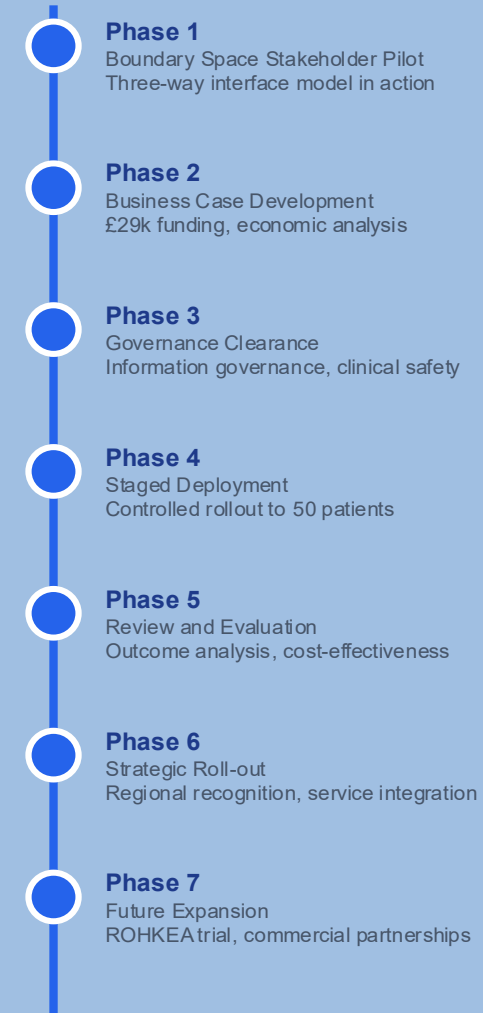 Phase 1
Boundary Space Stakeholder Pilot
Three-way interface model in action
Phase 2
Business Case Development
£29k funding, economic analysis
Phase 3
Governance Clearance
Information governance, clinical safety
Phase 4
Staged Deployment
Controlled rollout to 50 patients
Phase 5
Review and Evaluation
Outcome analysis, cost-effectiveness
Phase 6
Strategic Roll-out
Regional recognition, service integration
Phase 7
Future Expansion
ROHKEA trial, commercial partnerships